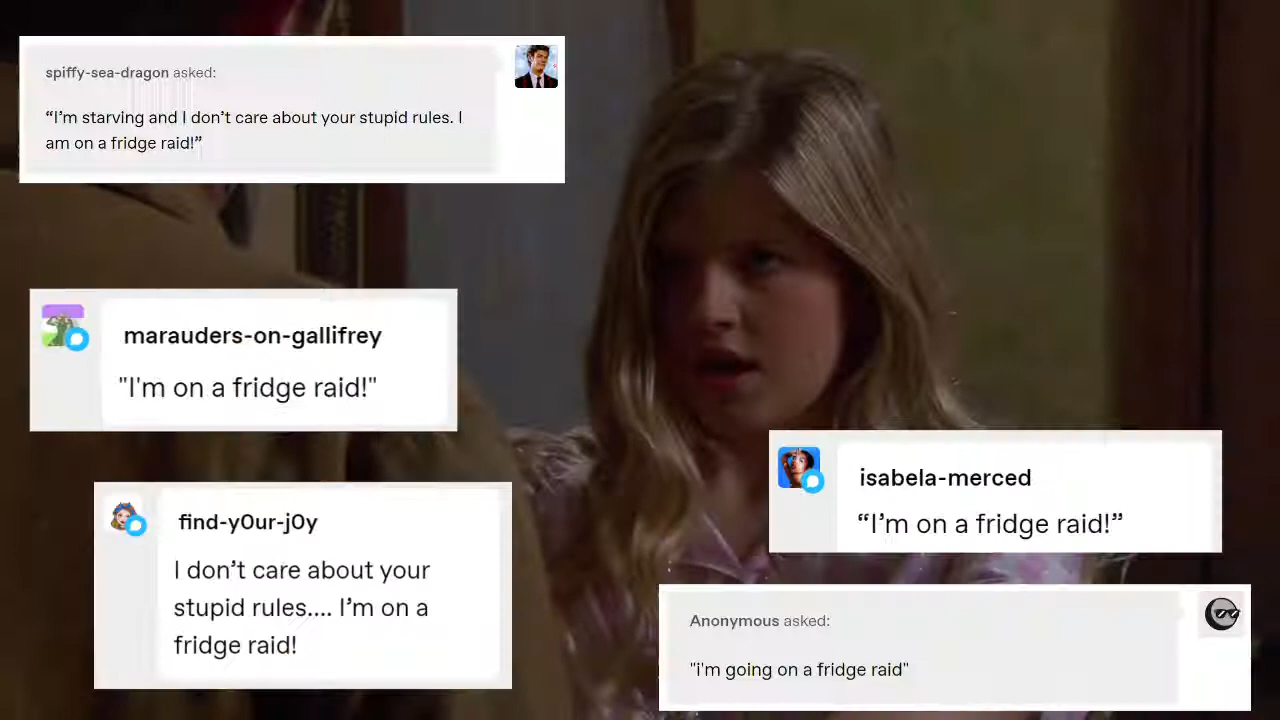 spiffy-sea-dragon asked:
“I’m starving and I don’t care about your stupid rules. I
am on a fridge raid!”
marauders-on-gallifrey
"I'm on a fridge raid!"
find-y0ur-j0y
I don’t care about your
stupid rules.... I’m on a
fridge raid!
isabela-merced
“I’m on a fridge raid!”
Anonymous asked:
"i'm going on a fridge raid"